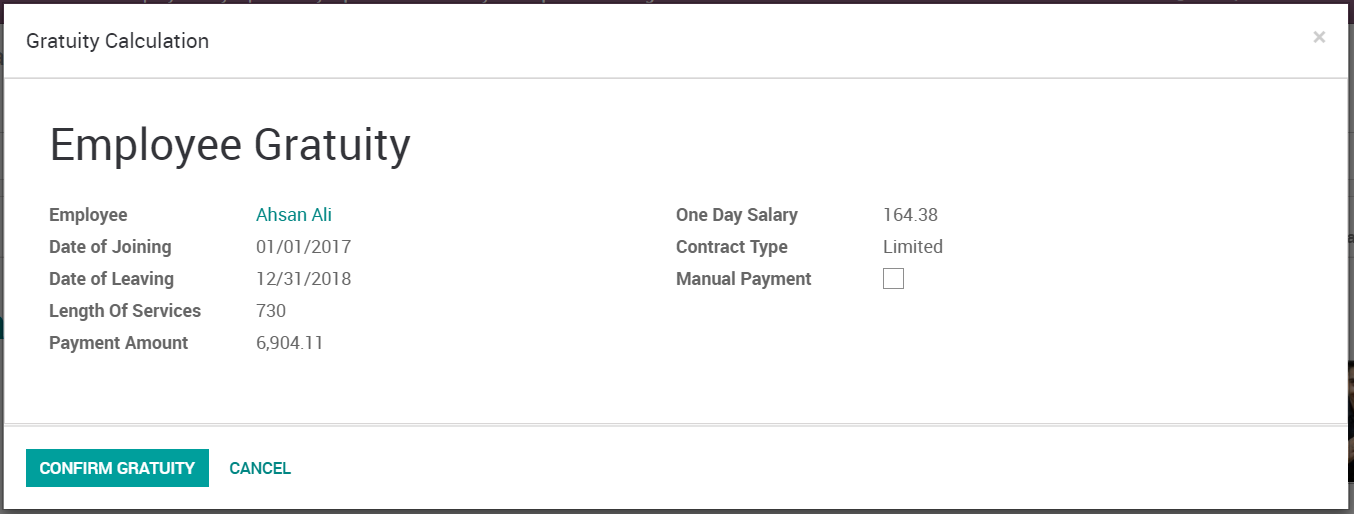 Gratuity Calculation ×
Employee Gratuity
Employee Ahsan Ali
Date of Joining 01/01/2017
Date of Leaving 12/31/2018
Length Of Services 730
Payment Amount 6,904.11
One Day Salary 164.38
Contract Type Limited
Manual Payment
CONFIRM GRATUITY CANCEL